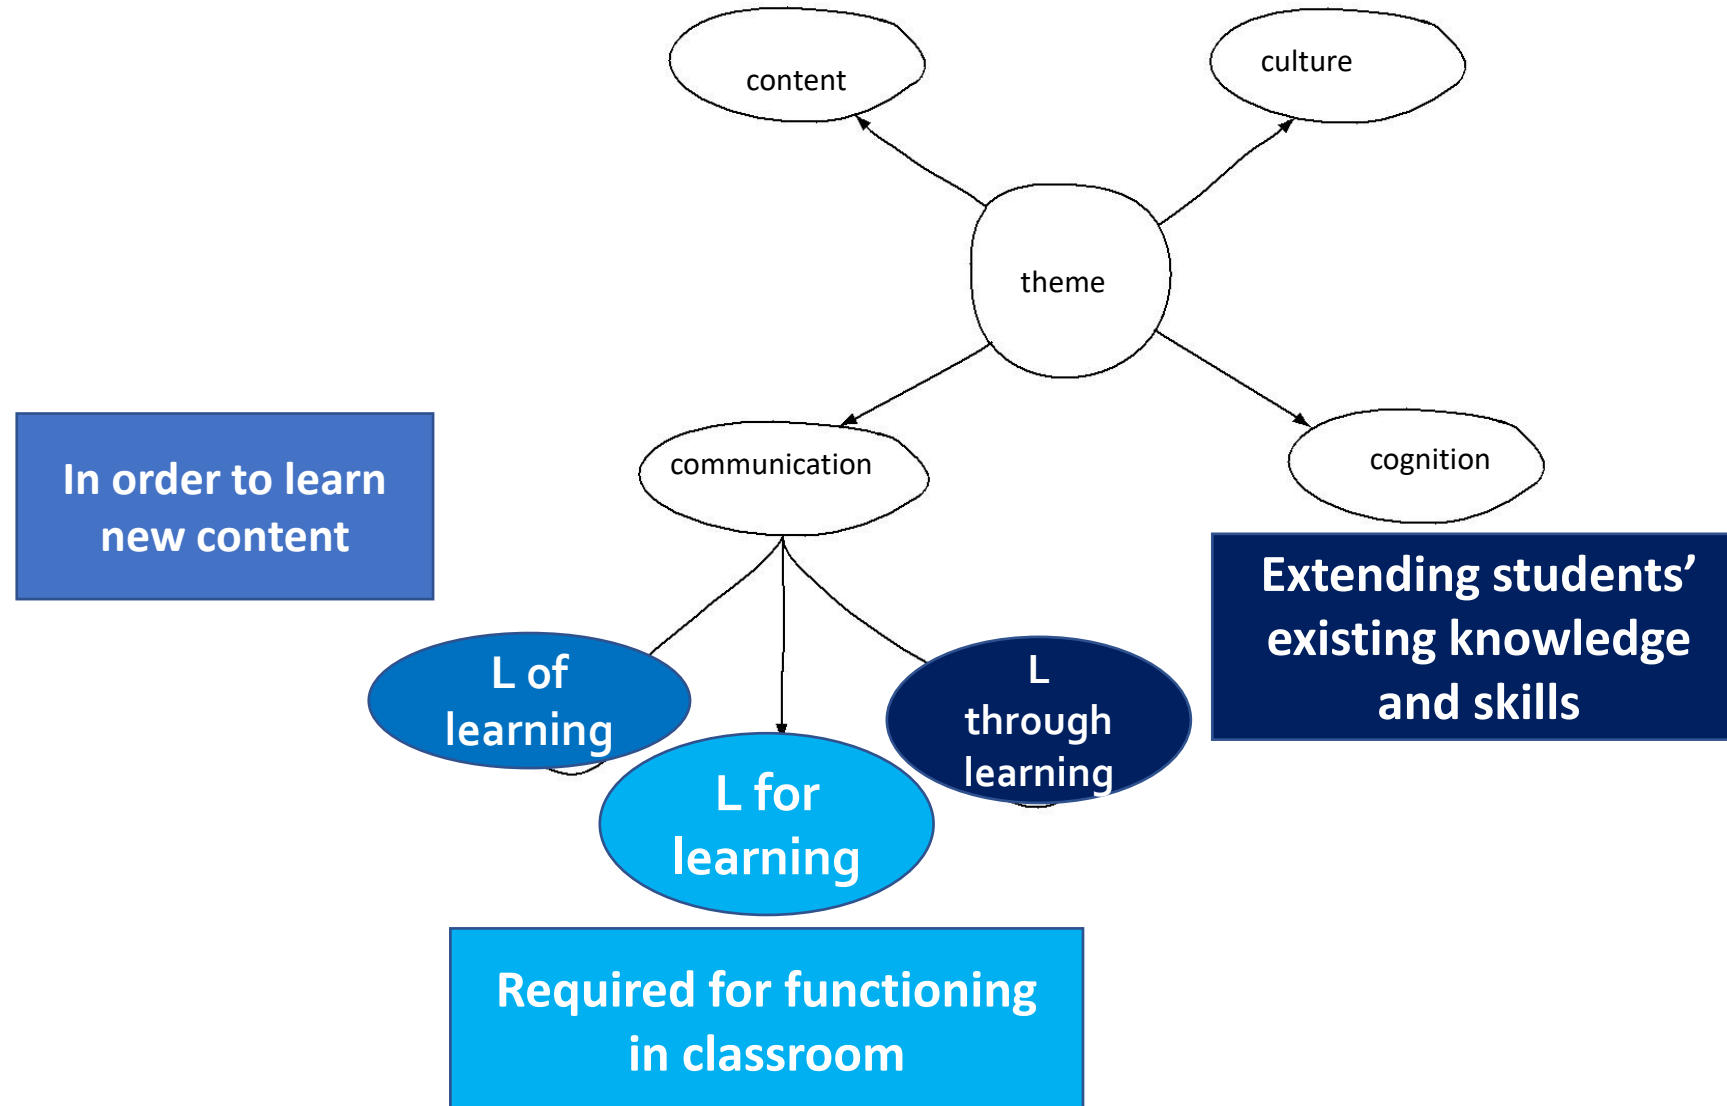 content
culture
theme
communication
cognition
In order to learn
new content
Extending students’
existing knowledge
and skills
L of
learning
L for
learning
L
through
learning
Required for functioning
in classroom